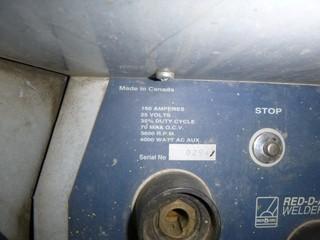 Made in Canada
150 AMPERES
25 VOLTS
30% DUTY CYCLE
70 MAX O.C.V.
3600 R.P.M.
4000 WATT AC AUX
STOP
Serial No
RED-D-A
WELDER